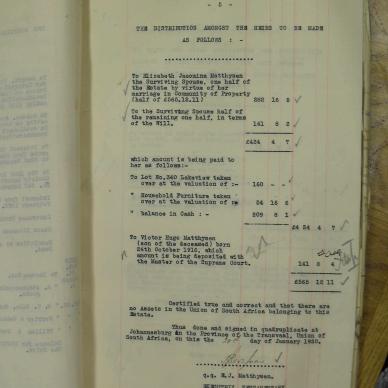 - 5 -
THE DISTRIBUTION AMONGST THE HEIRS TO BE MADE
AS FOLLOWS : -
To Elizabeth Jacomina Matthysen
the Surviving Spouse, one half of
the Estate by virtue of her
marriage in Community of Property
(half of £565.12.11) 282 16 5
To the Surviving Spouse half of
the remaining one half, in terms
of the Will. 141 8 2
£424 4 7
which amount is being paid to
her as follows:-
To Lot No.340 Lakeview taken
over at the valuation of :- 160 - -
" Household Furniture taken
over at the valuation of 54 16 6
" balance in Cash :- 209 8 1
£424 4 7
To Victor Hugo Matthysen
(son of the deceased) born
24th October 1910, which
amount is being deposited with
the Master of the Supreme Court. 141 8 4
£565 12 11
Certified true and correct and that there are
no Assets in the Union of South Africa belonging to this
Estate.
Thus done and signed in quadruplicate at
Johannesburg in the Province of the Transvaal, Union of
South Africa, on this the day of January 1930.
q.q. E.J. Matthysen.